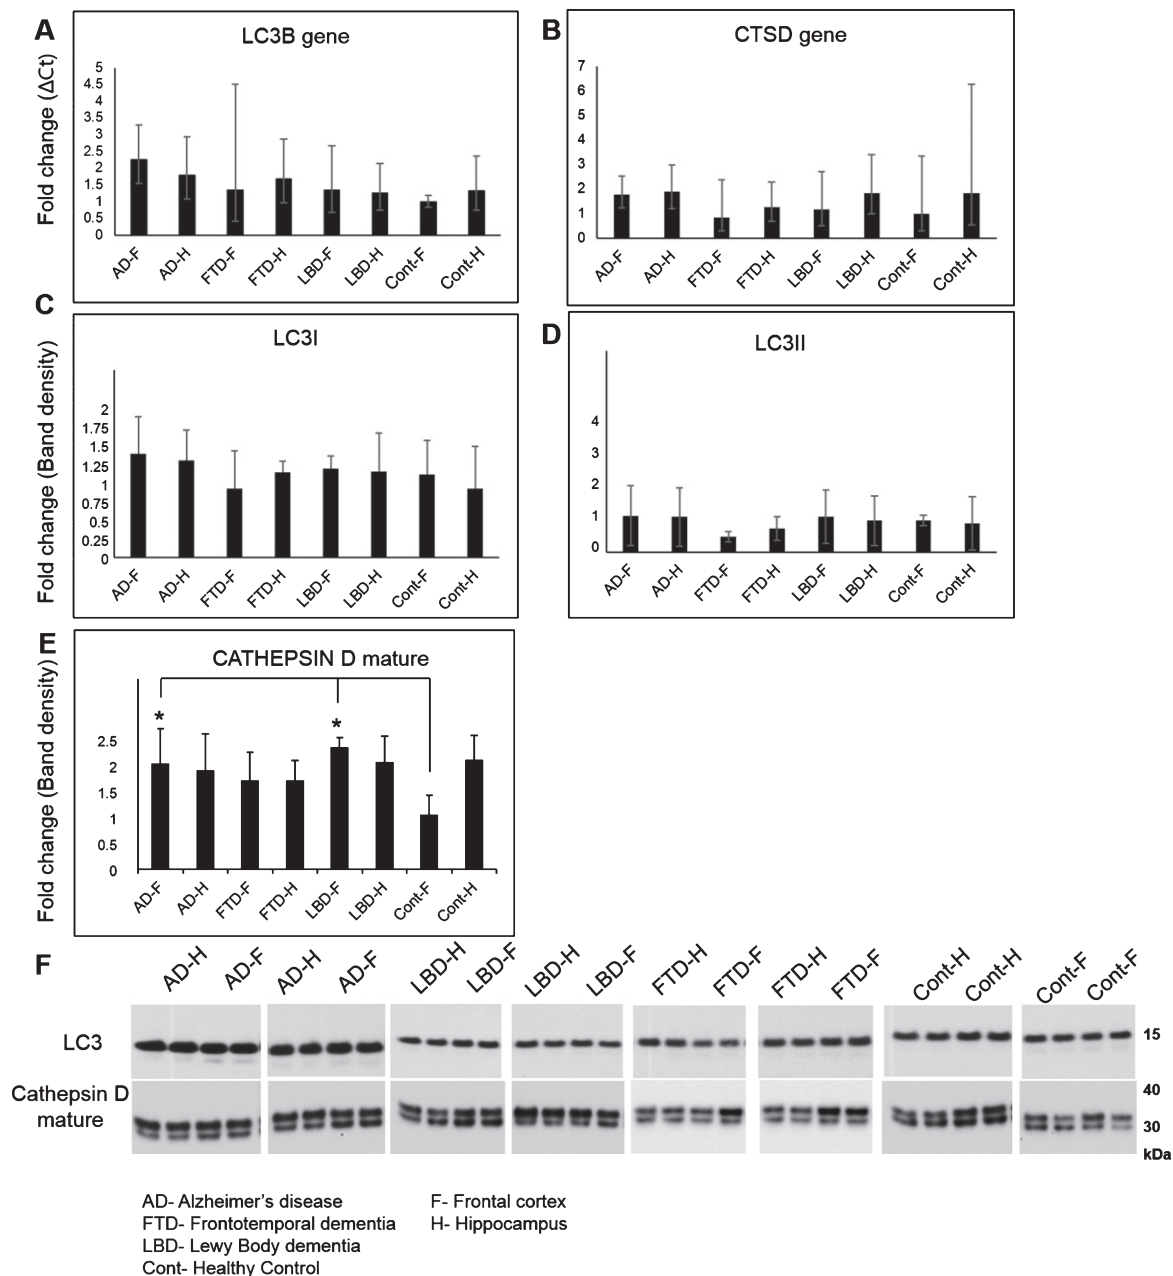 A
LC3B gene
Fold change (ΔCt)
5
4.5
4
3.5
3
2.5
2
1.5
1
0.5
0
AD-F AD-H FTD-F FTD-H LBD-F LBD-H Cont-F Cont-H
B
CTSD gene
7
6
5
4
3
2
1
0
AD-F AD-H FTD-F FTD-H LBD-F LBD-H Cont-F Cont-H
C
LC3I
Fold change (Band density)
2
1.75
1.5
1.25
1
0.75
0.5
0.25
0
AD-F AD-H FTD-F FTD-H LBD-F LBD-H Cont-F Cont-H
D
LC3II
4
3
2
1
0
AD-F AD-H FTD-F FTD-H LBD-F LBD-H Cont-F Cont-H
E
CATHEPSIN D mature
Fold change (Band density)
* *
2.5
2
1.5
1
0.5
0
AD-F AD-H FTD-F FTD-H LBD-F LBD-H Cont-F Cont-H
F
AD-H AD-F AD-H AD-F LBD-H LBD-F LBD-H LBD-F FTD-H FTD-F FTD-H FTD-F Cont-H Cont-H Cont-F Cont-F
LC3
15
Cathepsin D
mature
40
30
kDa
AD- Alzheimer's disease
FTD- Frontotemporal dementia
LBD- Lewy Body dementia
Cont- Healthy Control
F- Frontal cortex
H- Hippocampus